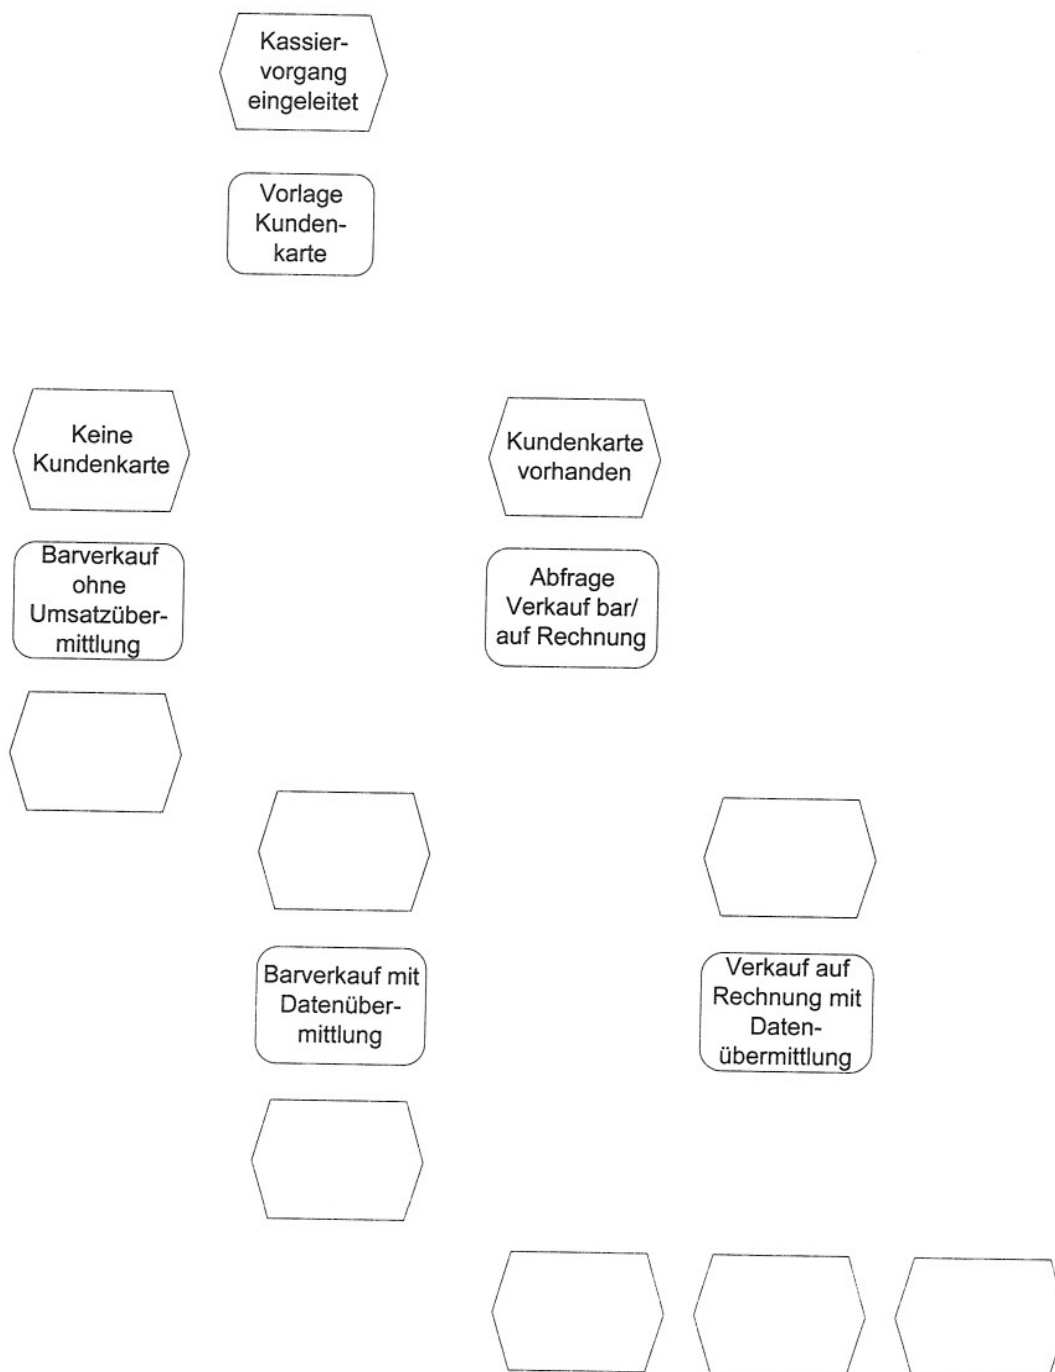 Kassier-
vorgang
eingeleitet
Vorlage
Kunden-
karte
Keine
Kundenkarte
Kundenkarte
vorhanden
Barverkauf
ohne
Umsatzüber-
mittlung
Abfrage
Verkauf bar/
auf Rechnung
Barverkauf mit
Datenüber-
mittlung
Verkauf auf
Rechnung mit
Daten-
übermittlung